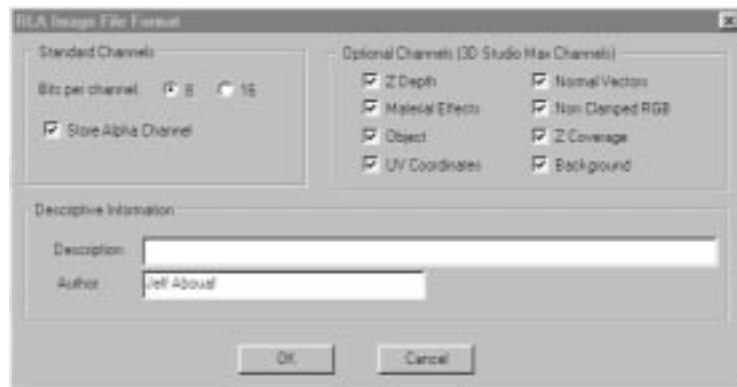 RLA Image File Format
Standard Channels
Bits per channel: 8 16
Store Alpha Channel
Optional Channels (3D Studio Max Channels)
Z Depth
Material Effects
Object
UV Coordinates
Normal Vectors
Non Clamped RGB
Z Coverage
Background
Descriptive Information
Description:
Author: Jeff Abouaf
OK
Cancel